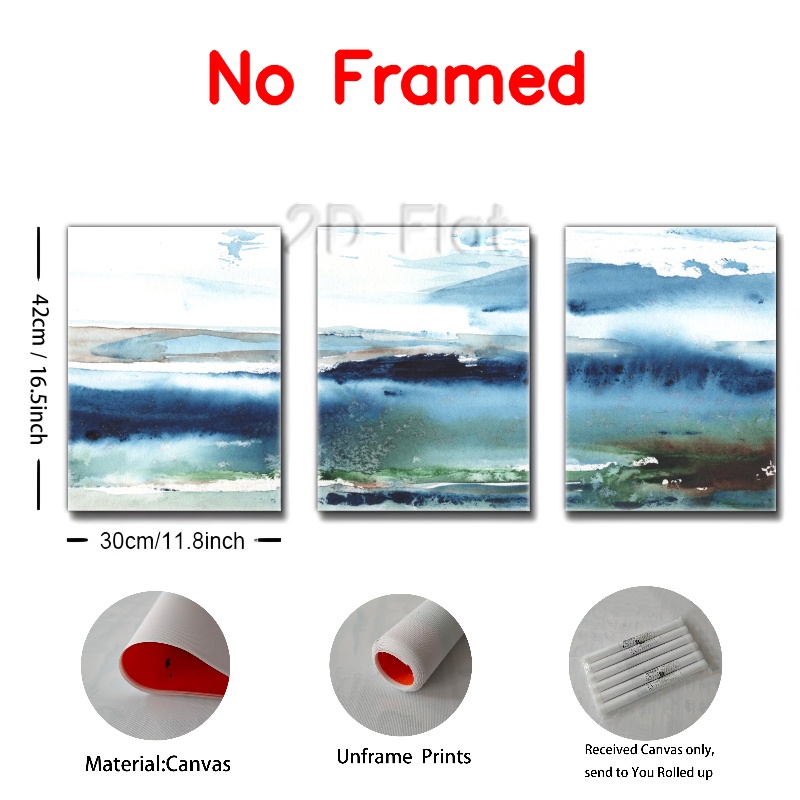 No Framed
2D Flat
42cm / 16.5inch
30cm/11.8inch
Material:Canvas
Unframe Prints
Received Canvas only,
send to You Rolled up